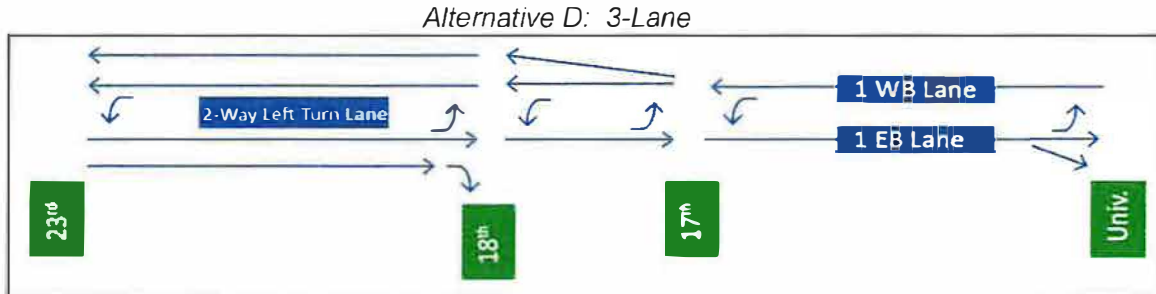 Alternative D: 3-Lane
1 WB Lane
2-Way Left Turn Lane
1 EB Lane
23rd
18th
17th
Univ.